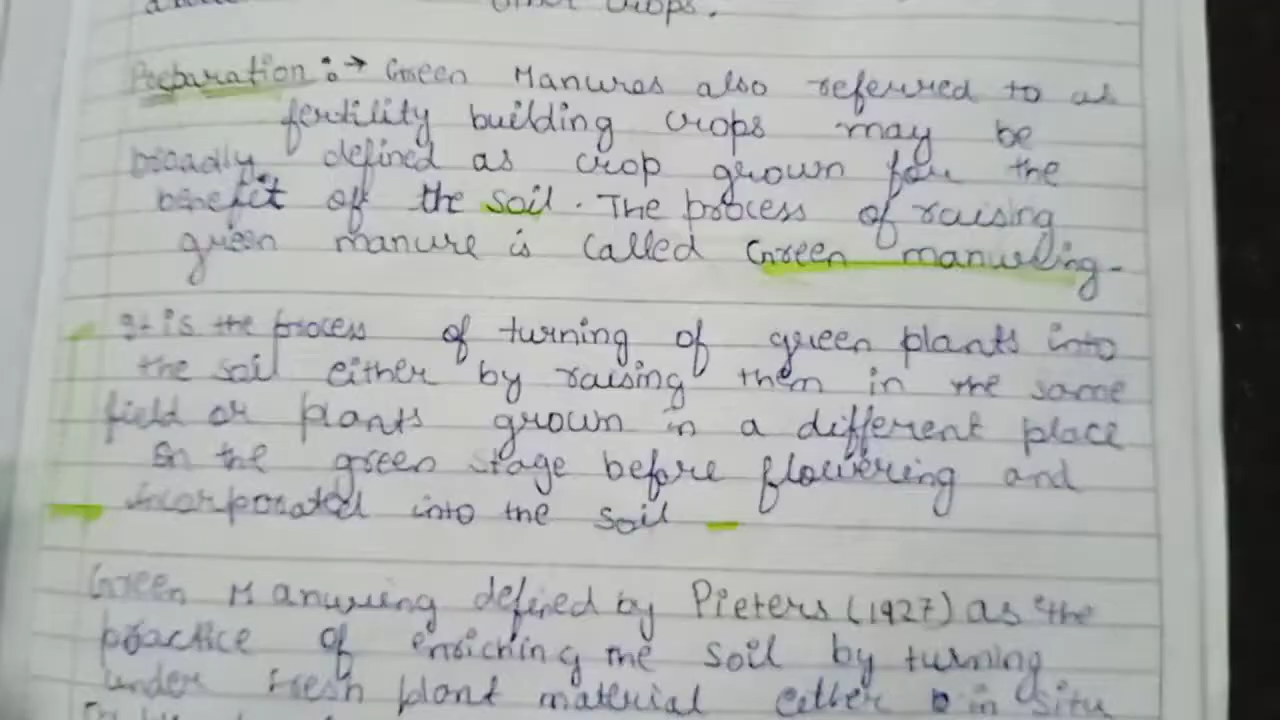 other crops.
Preparation :→ Green Manures also referred to as
fertility building crops may be
broadly defined as crop grown for the
benefit off the soil. The process of raising
green manure is called Green manuring-
It is the process of turning of green plants into
the soil either by raising them in the same
field or plants grown in a different place
In the green stage before flowering and
incorporated into the soil
Green Manuring defined by Pieters (1927) as "the
practice of enriching the soil by turning
under fresh plant material either in situ